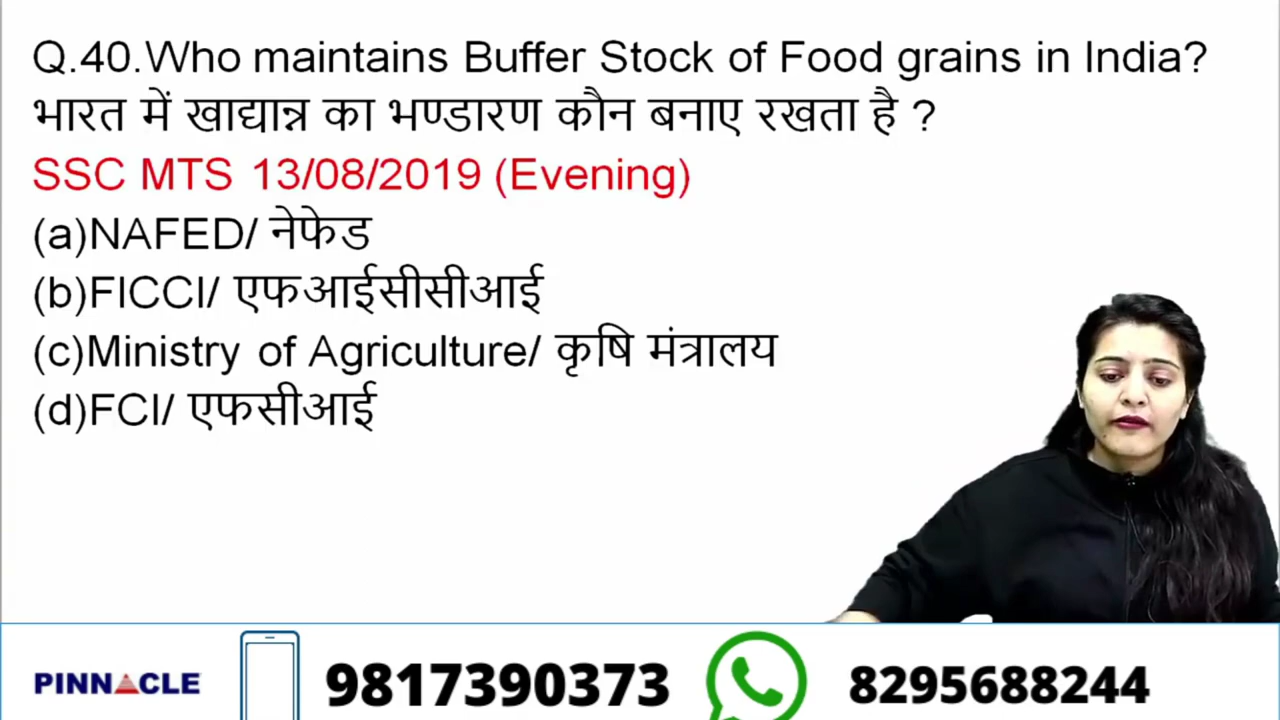 Q.40.Who maintains Buffer Stock of Food grains in India?
भारत में खाद्यान्न का भण्डारण कौन बनाए रखता है ?
SSC MTS 13/08/2019 (Evening)
(a)NAFED/ नेफेड
(b)FICCI/ एफआईसीसीआई
(c)Ministry of Agriculture/ कृषि मंत्रालय
(d)FCI/ एफसीआई
PINNACLE 9817390373 8295688244